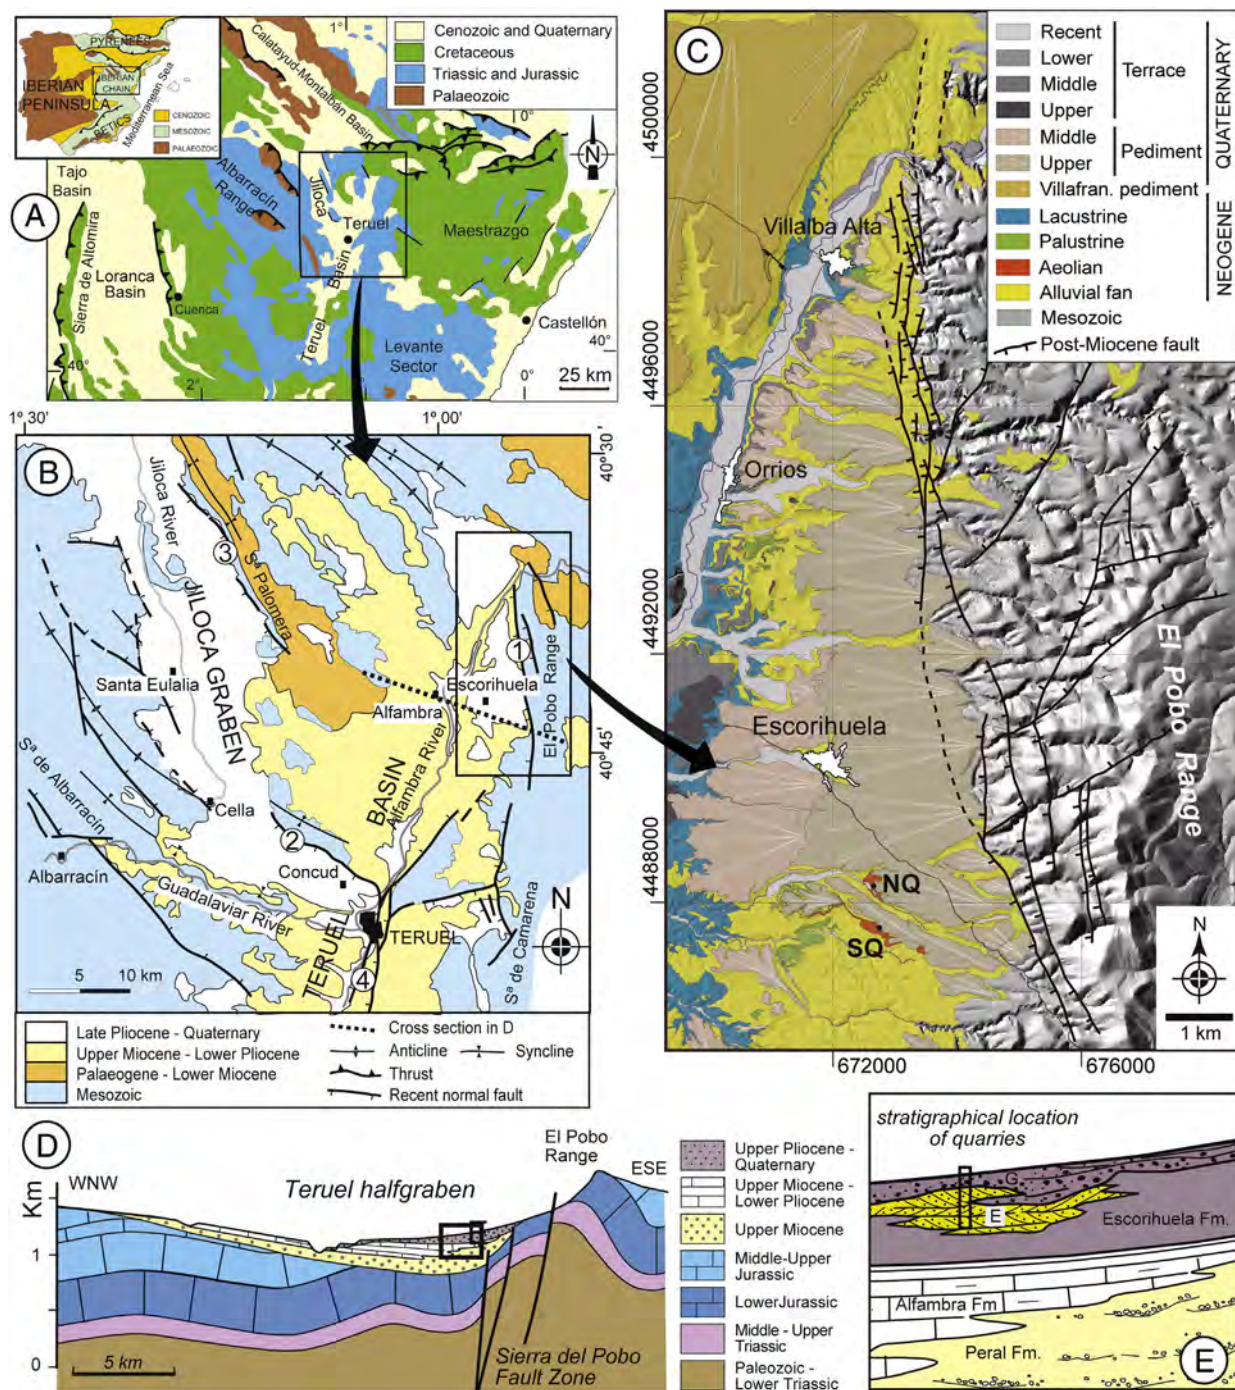 A
PYRENEES
IBERIAN
CHAIN
IBERIAN
PENINSULA
BETICS
Mediterranean Sea
CENOZOIC
MESOZOIC
PALAEOZOIC
1°
Cenozoic and Quaternary
Cretaceous
Triassic and Jurassic
Palaeozoic
Calatayud-Montalbán Basin
0°
N
Tajo
Basin
Albarracín
Range
Jiloca
Teruel
Maestrazgo
Sierra de Altomira
Loranca
Basin
Basin
Cuenca
Teruel
Castellón
Levante
Sector
40°
40°
2°
1°
0°
25 km
B
1° 30'
1° 00'
40° 30'
40° 45'
Jiloca River
JILOCA GRABEN
3
Sª Palomera
1
Santa Eulalia
Escorihuela
Alfambra
El Pobo Range
Sª de Albarracín
BASIN
Alfambra River
Cella
2
Concud
Albarracín
Guadalaviar River
TERUEL
TERUEL
4
Sª de Camarena
N
5
10 km
Late Pliocene - Quaternary
Upper Miocene - Lower Pliocene
Palaeogene - Lower Miocene
Mesozoic
Cross section in D
Anticline
Syncline
Thrust
Recent normal fault
C
Recent
Lower
Middle
Upper
Terrace
Middle
Upper
Pediment
QUATERNARY
Villafran. pediment
Lacustrine
Palustrine
Aeolian
Alluvial fan
NEOGENE
Mesozoic
Post-Miocene fault
4500000
4496000
4492000
4488000
Villalba Alta
Orrios
Escorihuela
El Pobo Range
NQ
SQ
N
1 km
672000
676000
D
WNW
Km
1
0
Teruel halfgraben
El Pobo
Range
ESE
5 km
Sierra del Pobo
Fault Zone
Upper Pliocene -
Quaternary
Upper Miocene -
Lower Pliocene
Upper Miocene
Middle-Upper
Jurassic
LowerJurassic
Middle - Upper
Triassic
Paleozoic -
Lower Triassic
stratigraphical location
of quarries
G
E
Escorihuela Fm.
Alfambra Fm
Peral Fm.
E